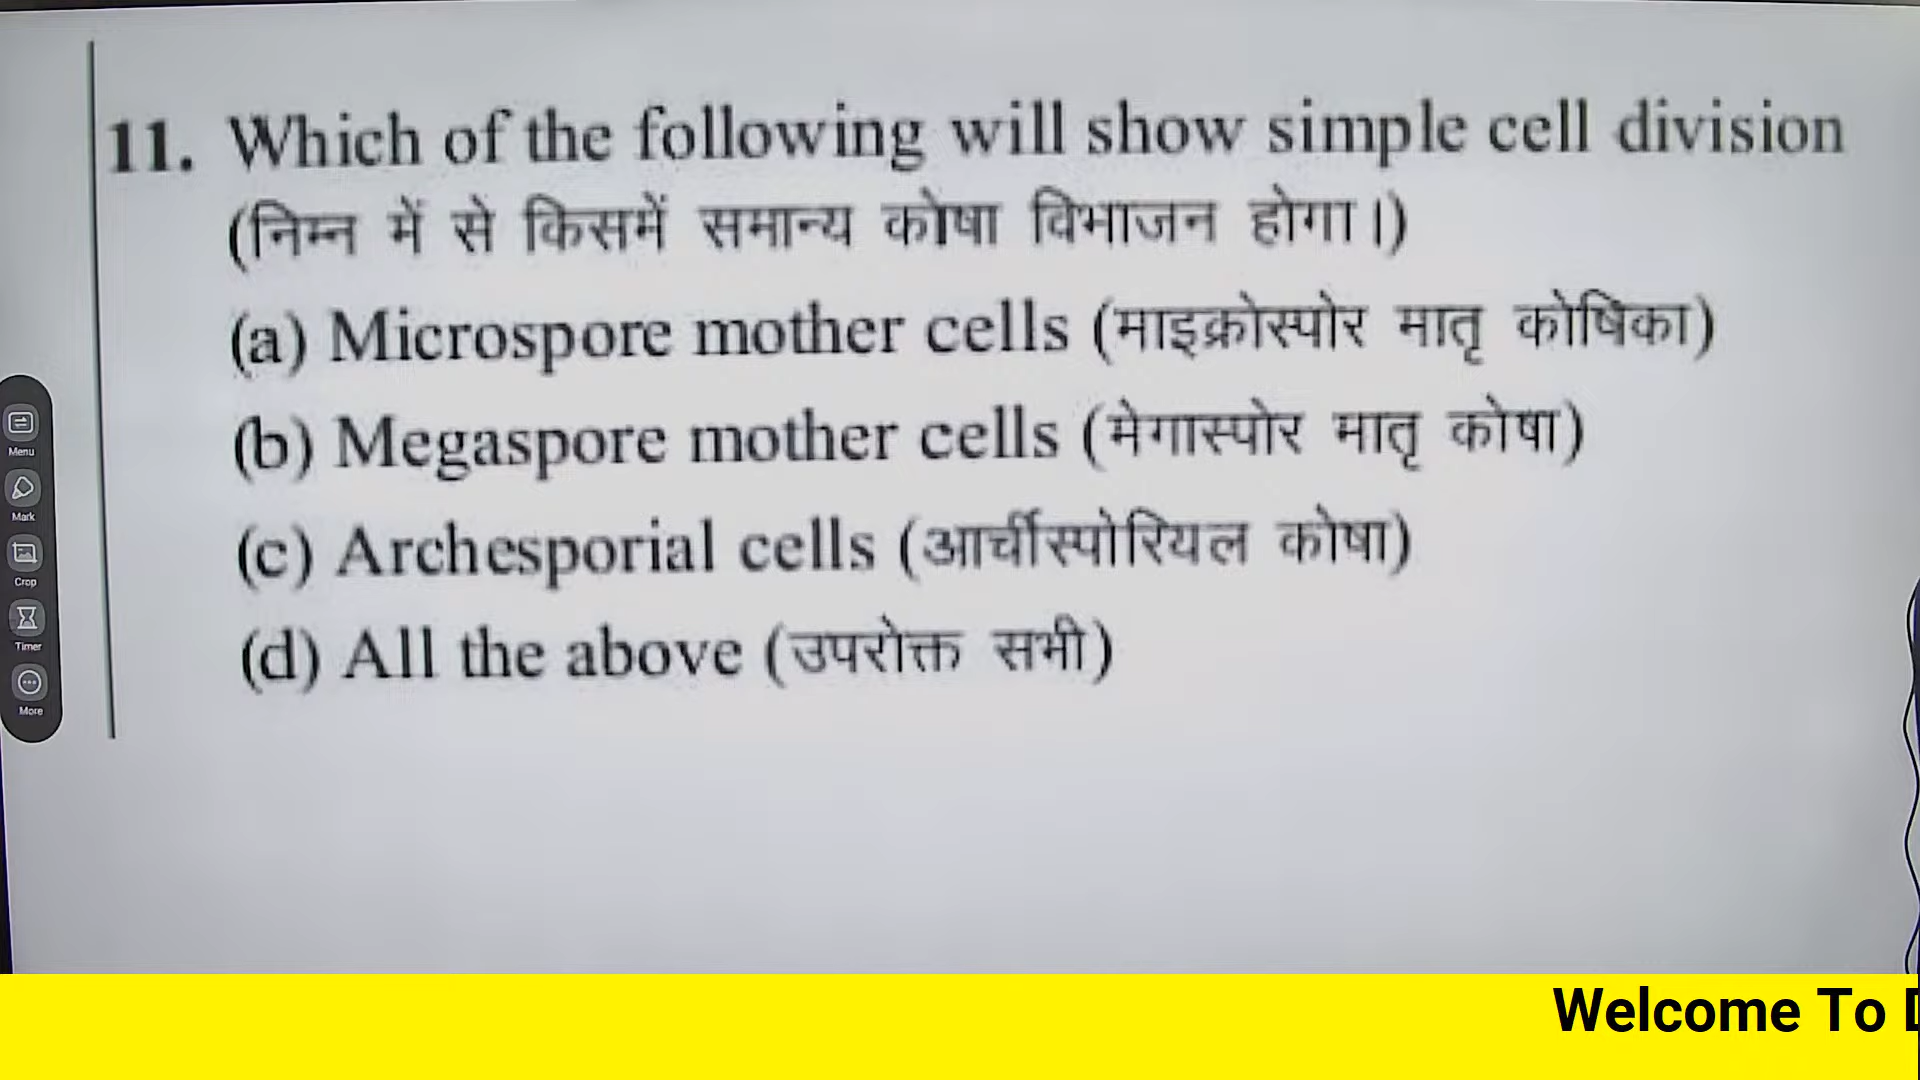 11. Which of the following will show simple cell division
(निम्न में से किसमें समान्य कोषा विभाजन होगा।)
(a) Microspore mother cells (माइक्रोस्पोर मातृ कोषिका)
(b) Megaspore mother cells (मेगास्पोर मातृ कोषा)
(c) Archesporial cells (आर्चीस्पोरियल कोषा)
(d) All the above (उपरोक्त सभी)
Menu
Mark
Crop
Timer
More
Welcome To